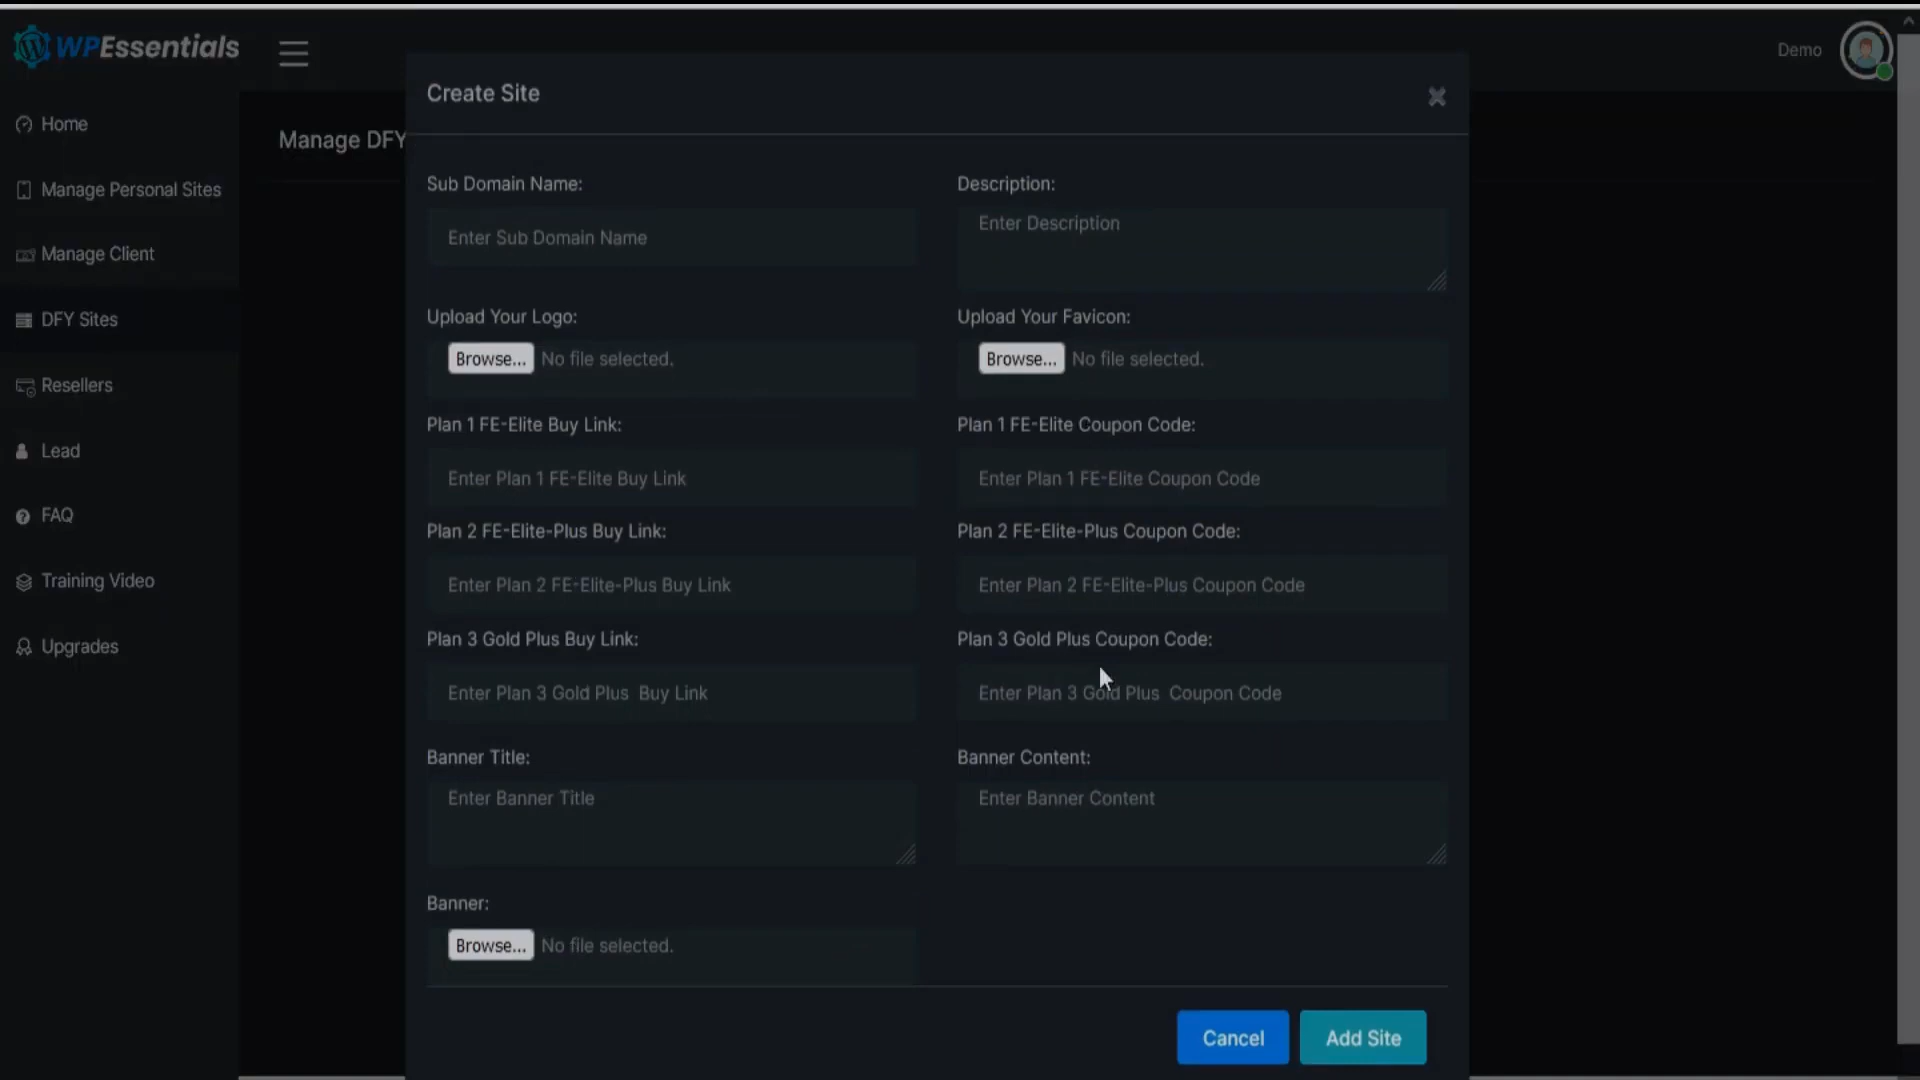 WPEssentials
Demo
Home
Manage Personal Sites
Manage Client
DFY Sites
Resellers
Lead
FAQ
Training Video
Upgrades
Manage DFY
Create Site
Sub Domain Name:
Enter Sub Domain Name
Description:
Enter Description
Upload Your Logo:
Browse... No file selected.
Upload Your Favicon:
Browse... No file selected.
Plan 1 FE-Elite Buy Link:
Enter Plan 1 FE-Elite Buy Link
Plan 1 FE-Elite Coupon Code:
Enter Plan 1 FE-Elite Coupon Code
Plan 2 FE-Elite-Plus Buy Link:
Enter Plan 2 FE-Elite-Plus Buy Link
Plan 2 FE-Elite-Plus Coupon Code:
Enter Plan 2 FE-Elite-Plus Coupon Code
Plan 3 Gold Plus Buy Link:
Enter Plan 3 Gold Plus  Buy Link
Plan 3 Gold Plus Coupon Code:
Enter Plan 3 Gold Plus  Coupon Code
Banner Title:
Enter Banner Title
Banner Content:
Enter Banner Content
Banner:
Browse... No file selected.
Cancel
Add Site